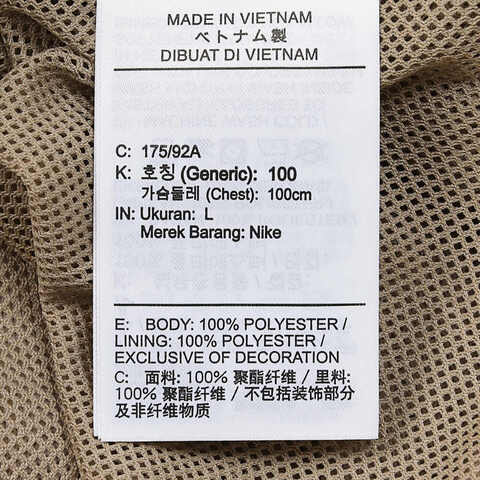 MADE IN VIETNAM
ベトナム製
DIBUAT DI VIETNAM
C: 175/92A
K: 호칭 (Generic): 100
가슴둘레 (Chest): 100cm
IN: Ukuran: L
Merek Barang: Nike
E: BODY: 100% POLYESTER /
LINING: 100% POLYESTER /
EXCLUSIVE OF DECORATION
C: 面料: 100% 聚酯纤维 / 里料:
100% 聚酯纤维 / 不包括装饰部分
及非纤维物质